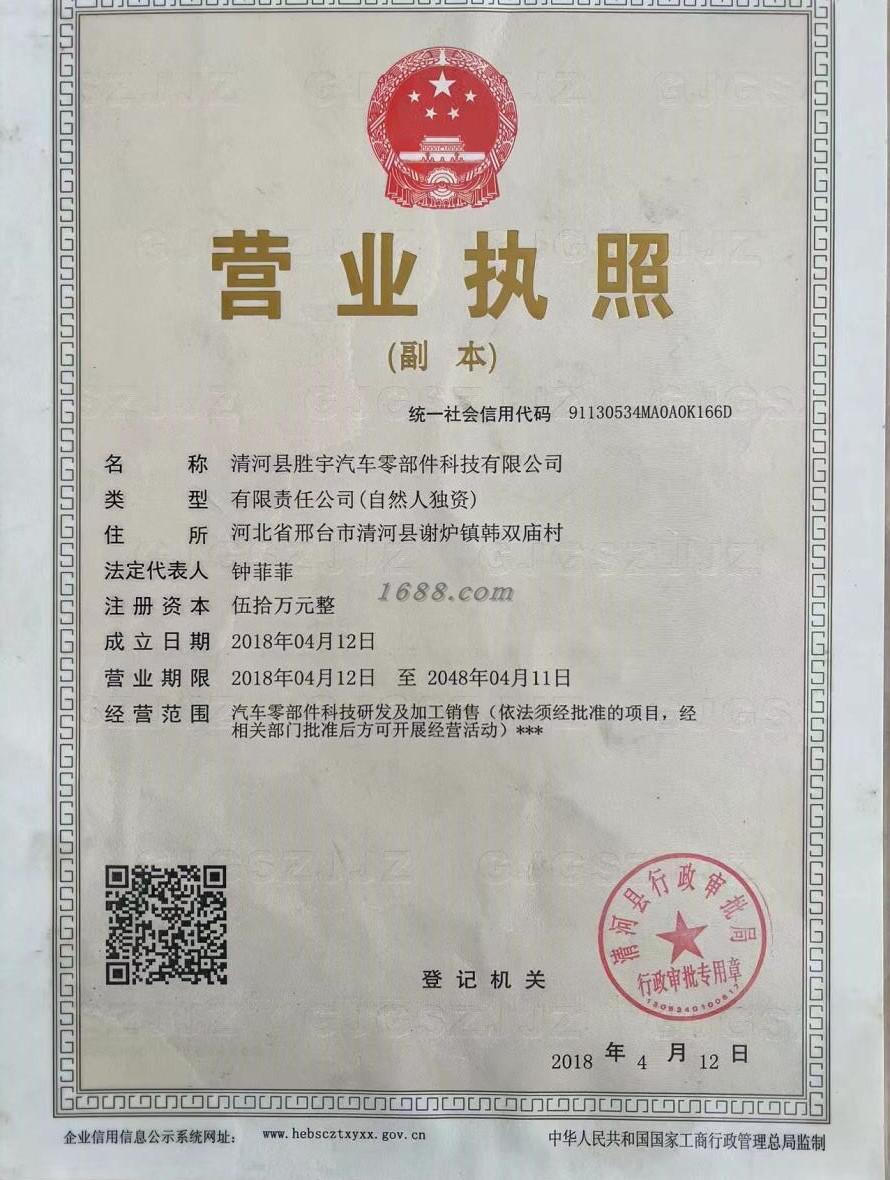 营业执照
(副 本)
统一社会信用代码 91130534MA0A0K166D
名 称 清河县胜宇汽车零部件科技有限公司
类 型 有限责任公司(自然人独资)
住 所 河北省邢台市清河县谢炉镇韩双庙村
法定代表人 钟菲菲
1688.com
注册资本 伍拾万元整
成立日期 2018年04月12日
营业期限 2018年04月12日 至 2048年04月11日
经营范围 汽车零部件科技研发及加工销售（依法须经批准的项目，经
相关部门批准后方可开展经营活动）***
清河县行政审批局
行政审批专用章
登记机关
2018 年 4 月 12 日
企业信用信息公示系统网址： www.hebscztxyxx.gov.cn
中华人民共和国国家工商行政管理总局监制